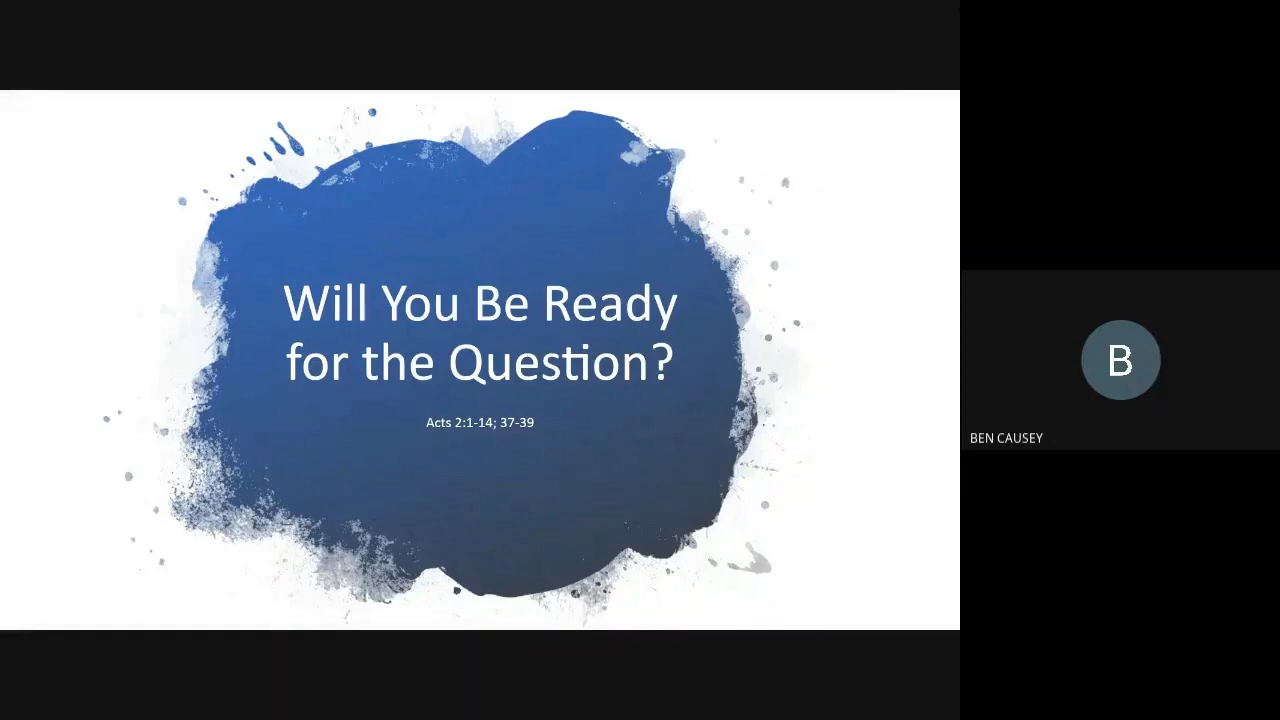 Will You Be Ready
for the Question?
Acts 2:1-14; 37-39
B
BEN CAUSEY